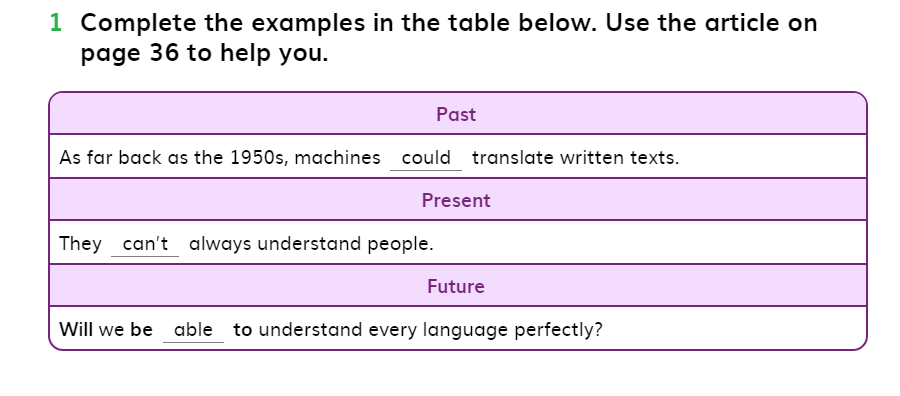 1 Complete the examples in the table below. Use the article on
page 36 to help you.
Past
As far back as the 1950s, machines could translate written texts.
Present
They can't always understand people.
Future
Will we be able to understand every language perfectly?